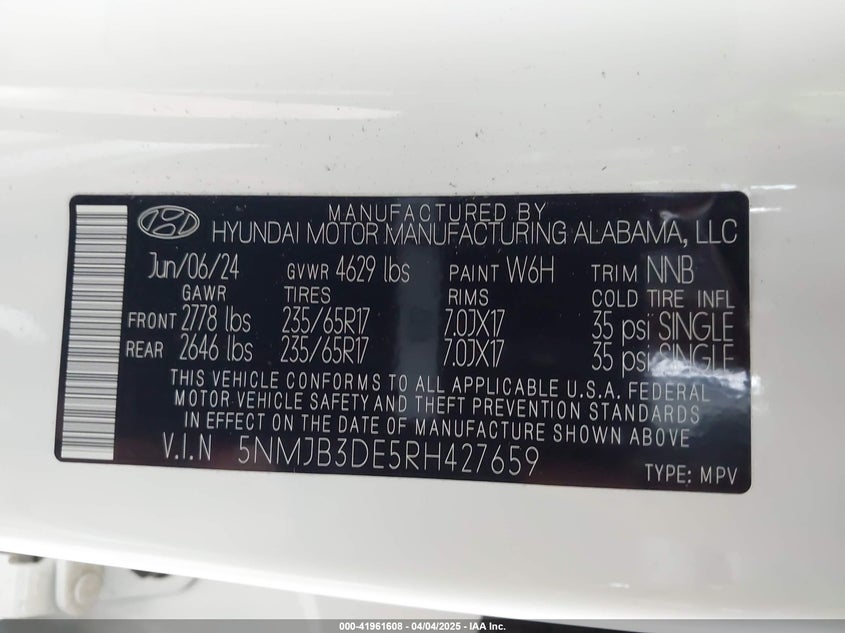 MANUFACTURED BY
HYUNDAI MOTOR MANUFACTURING ALABAMA, LLC
Jun/06/24 GVWR 4629 lbs PAINT W6H TRIM NNB
GAWR TIRES RIMS COLD TIRE INFL
FRONT 2778 lbs 235/65R17 7.0JX17 35 psi SINGLE
REAR 2646 lbs 235/65R17 7.0JX17 35 psi SINGLE
THIS VEHICLE CONFORMS TO ALL APPLICABLE U.S.A. FEDERAL
MOTOR VEHICLE SAFETY AND THEFT PREVENTION STANDARDS
IN EFFECT ON THE DATE OF MANUFACTURE SHOWN ABOVE
V.I.N 5NMJB3DE5RH427659
TYPE: MPV
000-41961608 - 04/04/2025 - IAA Inc.